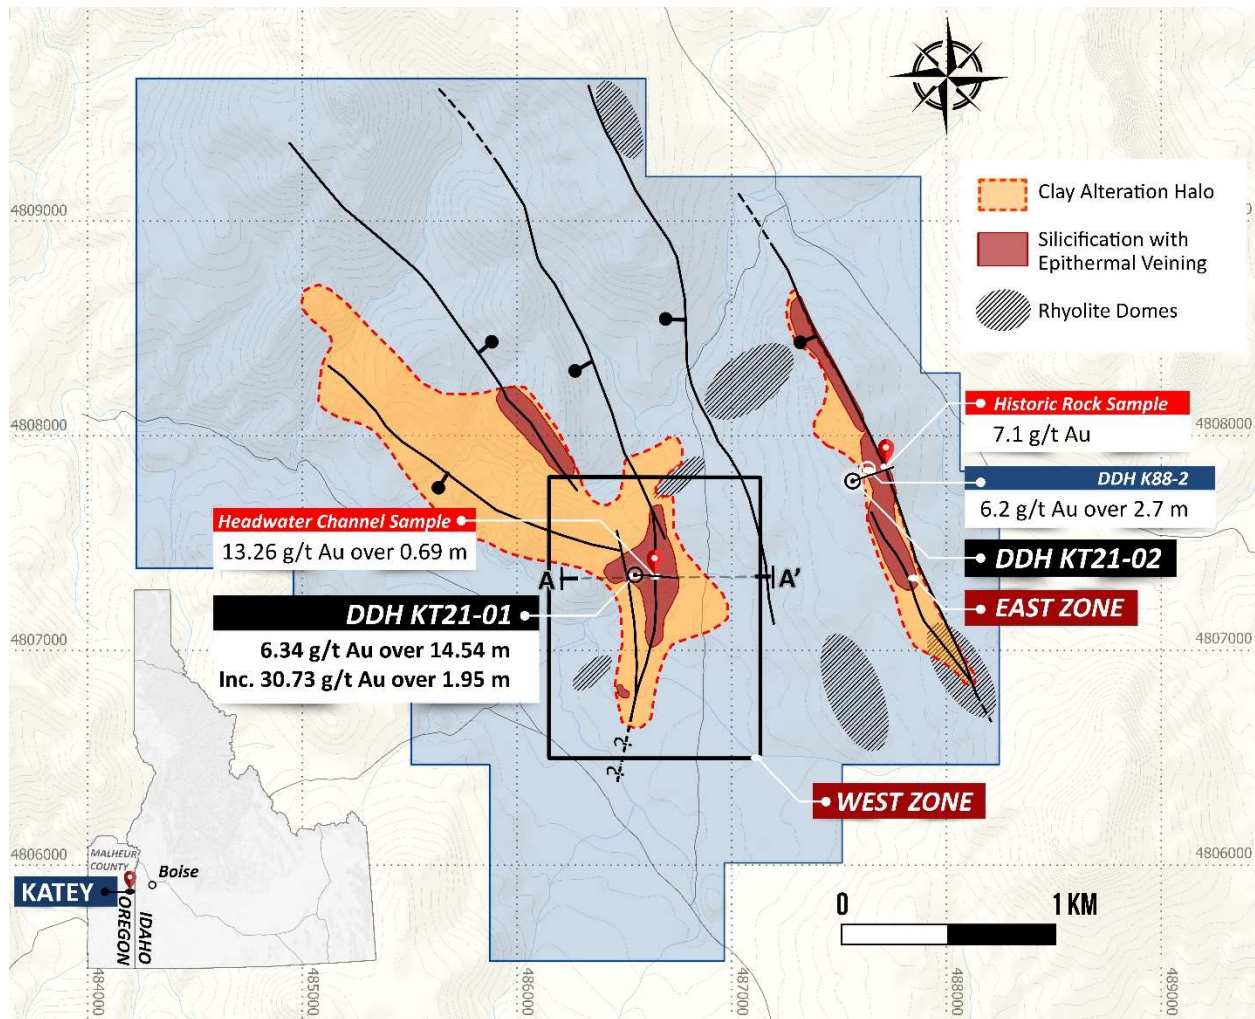 Clay Alteration Halo
Silicification with
Epithermal Veining
Rhyolite Domes
4809000
4808000
4808000
Historic Rock Sample
7.1 g/t Au
DDH K88-2
6.2 g/t Au over 2.7 m
DDH KT21-02
EAST ZONE
Headwater Channel Sample
13.26 g/t Au over 0.69 m
A
A'
DDH KT21-01
6.34 g/t Au over 14.54 m
Inc. 30.73 g/t Au over 1.95 m
4807000
4807000
?
?
WEST ZONE
4806000
4806000
MALHEUR
COUNTY
Boise
KATEY
OREGON
IDAHO
0
1 KM
484000
485000
486000
487000
488000
489000